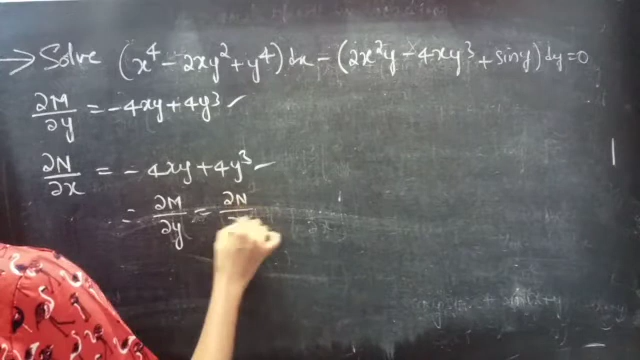 → Solve (x⁴ - 2xy² + y⁴) dx - (2x²y - 4xy³ + sin y) dy = 0
∂M/∂y = -4xy + 4y³ ✓
∂N/∂x = -4xy + 4y³ ✓
= ∂M/∂y = ∂N